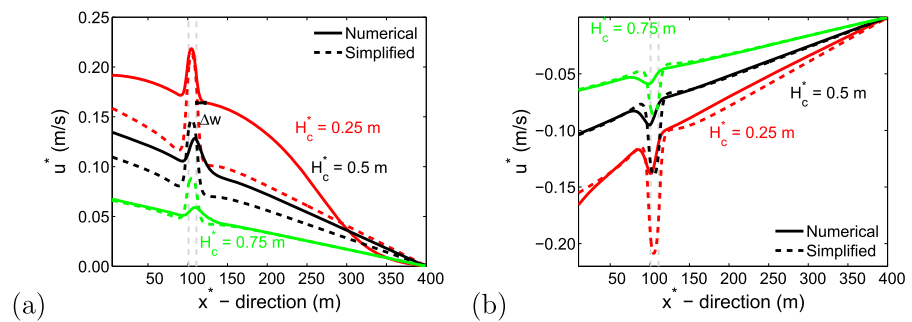 0.25
0.20
0.15
0.10
0.05
0.00
u* (m/s)
Numerical
Simplified
Δw
H*c = 0.25 m
H*c = 0.5 m
H*c = 0.75 m
50 100 150 200 250 300 350 400
x* − direction (m)
(a)
H*c = 0.75 m
−0.05
−0.10
−0.15
−0.20
u* (m/s)
H*c = 0.5 m
H*c = 0.25 m
Numerical
Simplified
50 100 150 200 250 300 350 400
x* − direction (m)
(b)